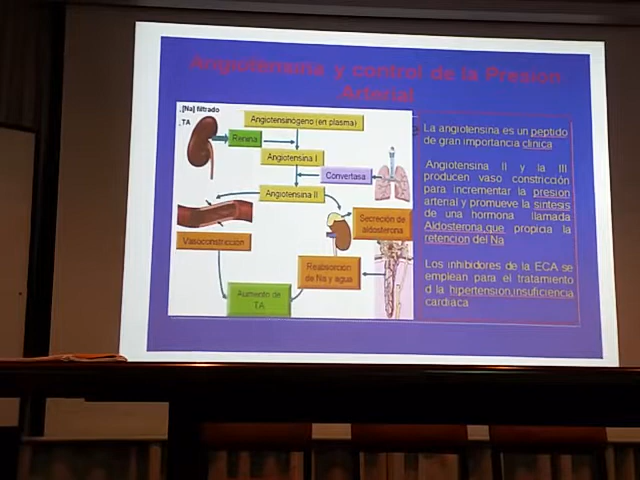 Angiotensina y control de la Presion
Arterial
[Na] filtrado
TA
Angiotensinógeno (en plasma)
Renina
Angiotensina I
Convertasa
Angiotensina II
Secreción de
aldosterona
Vasoconstricción
Reabsorción
de Na y agua
Aumento de
TA
La angiotensina es un peptido
de gran importancia clinica
Angiotensina II y la III
producen vaso constricción
para incrementar la presion
arterial y promueve la sintesis
de una hormona llamada
Aldosterona que propicia la
retencion del Na
Los inhibidores de la ECA se
emplean para el tratamiento
d la hipertension,insuficiencia
cardiaca